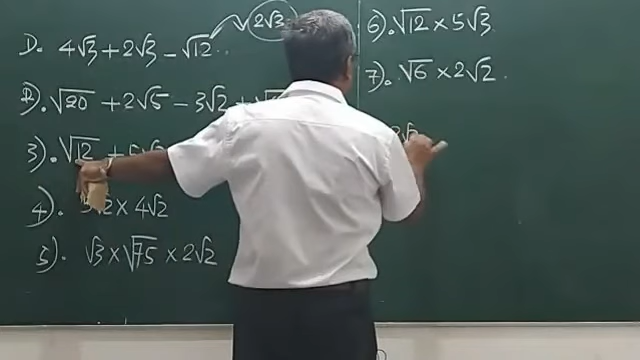 1). 4√3 + 2√3 − √12
2√3
2). √20 + 2√5 − 3√2 +
3). √12 +
4). √2 × 4√2
5). √3 × √75 × 2√2
6). √12 × 5√3
7). √6 × 2√2